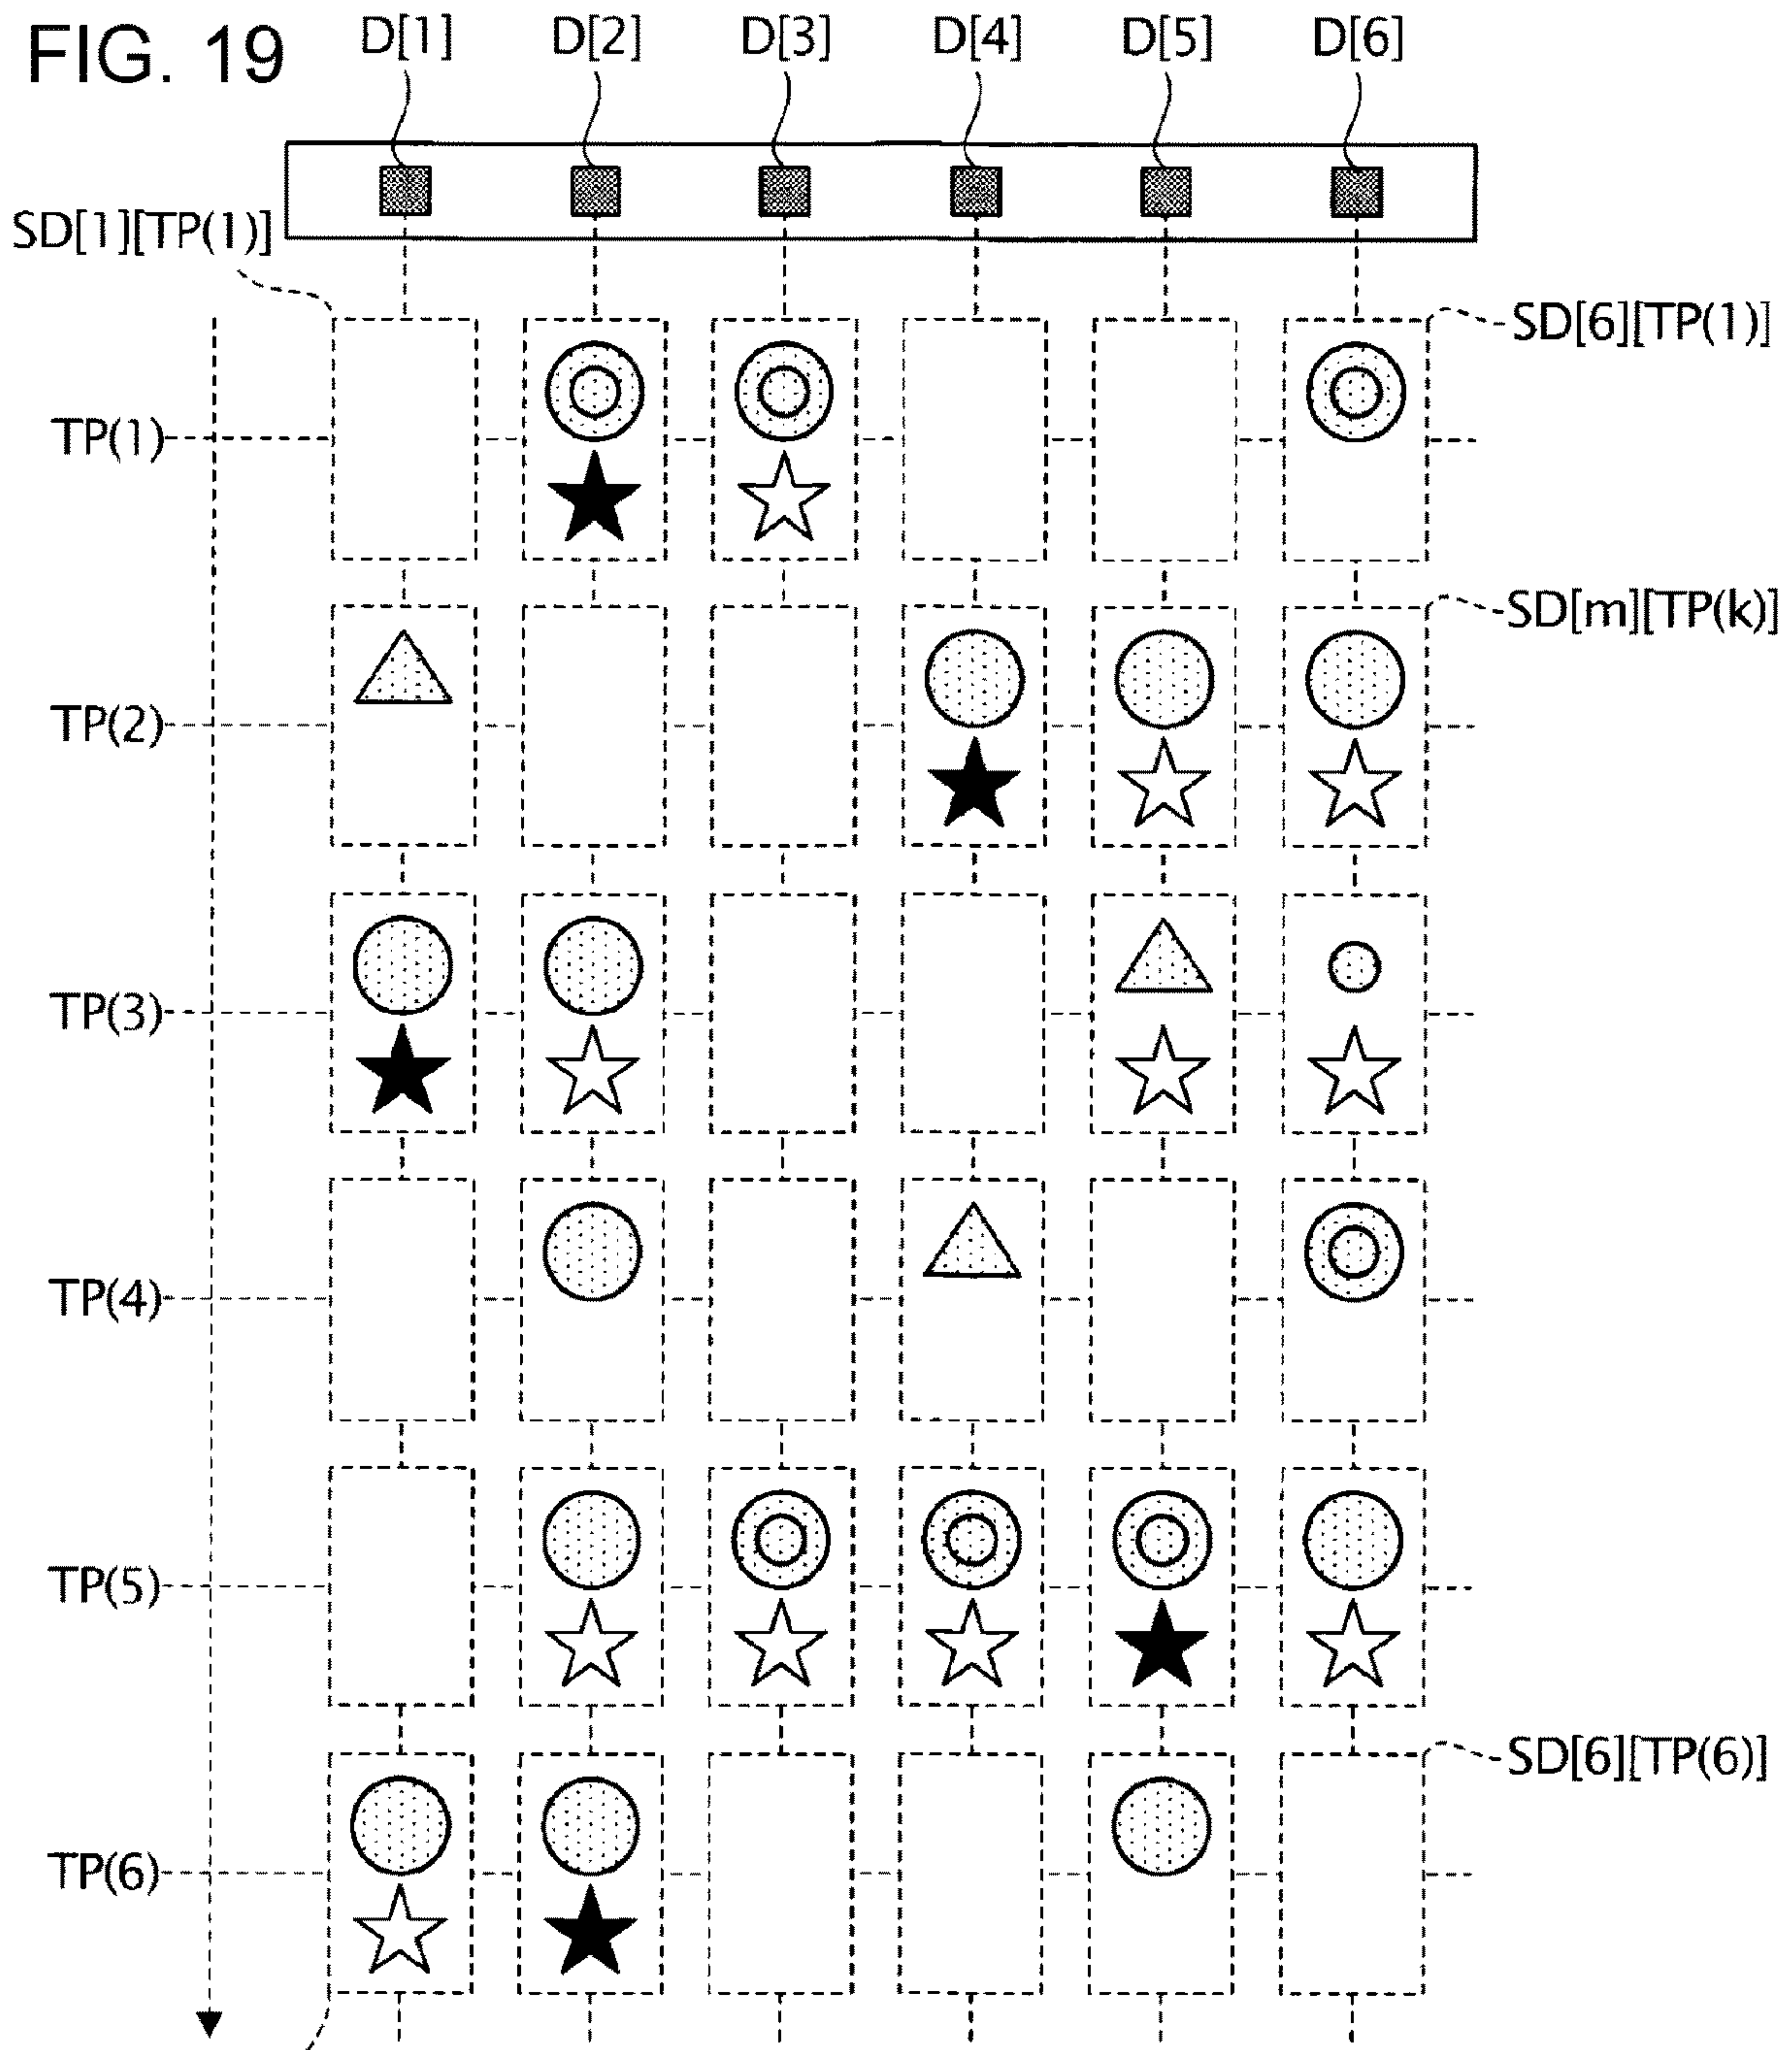 FIG. 19
D[1] D[2] D[3] D[4] D[5] D[6]
SD[1][TP(1)]
SD[6][TP(1)]
TP(1)
SD[m][TP(k)]
TP(2)
TP(3)
TP(4)
TP(5)
SD[6][TP(6)]
TP(6)